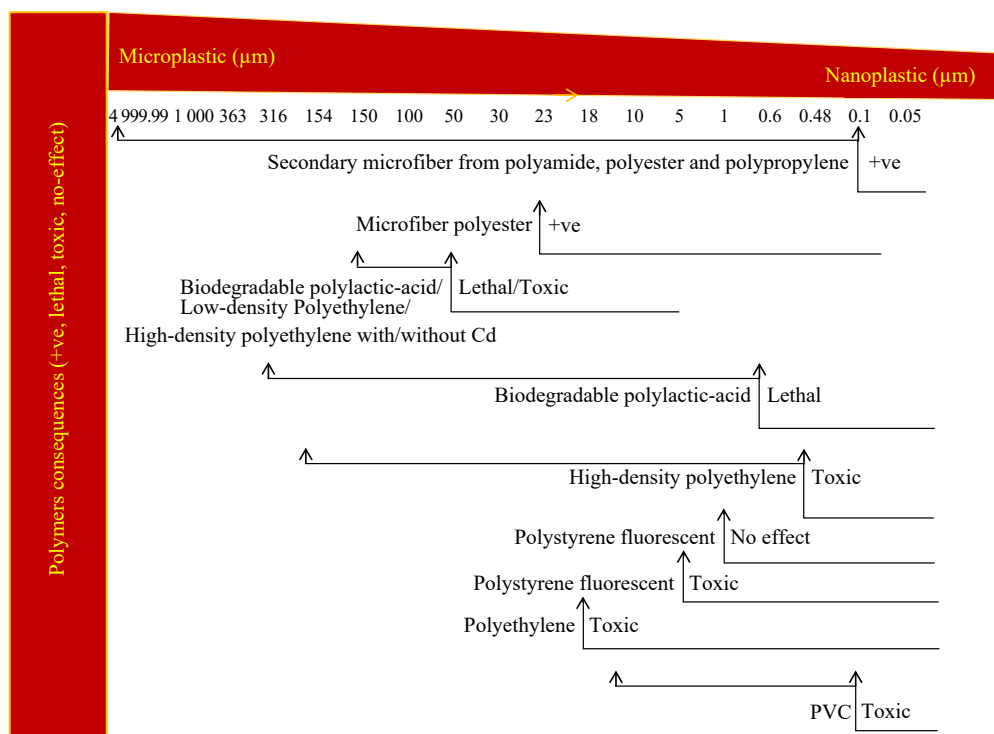 Microplastic (µm)
Nanoplastic (µm)
4 999.99 1 000 363 316 154 150 100 50 30 23 18 10 5 1 0.6 0.48 0.1 0.05
Polymers consequences (+ve, lethal, toxic, no-effect)
Secondary microfiber from polyamide, polyester and polypropylene +ve
Microfiber polyester +ve
Biodegradable polylactic-acid/ Lethal/Toxic
Low-density Polyethylene/
High-density polyethylene with/without Cd
Biodegradable polylactic-acid Lethal
High-density polyethylene Toxic
Polystyrene fluorescent No effect
Polystyrene fluorescent Toxic
Polyethylene Toxic
PVC Toxic